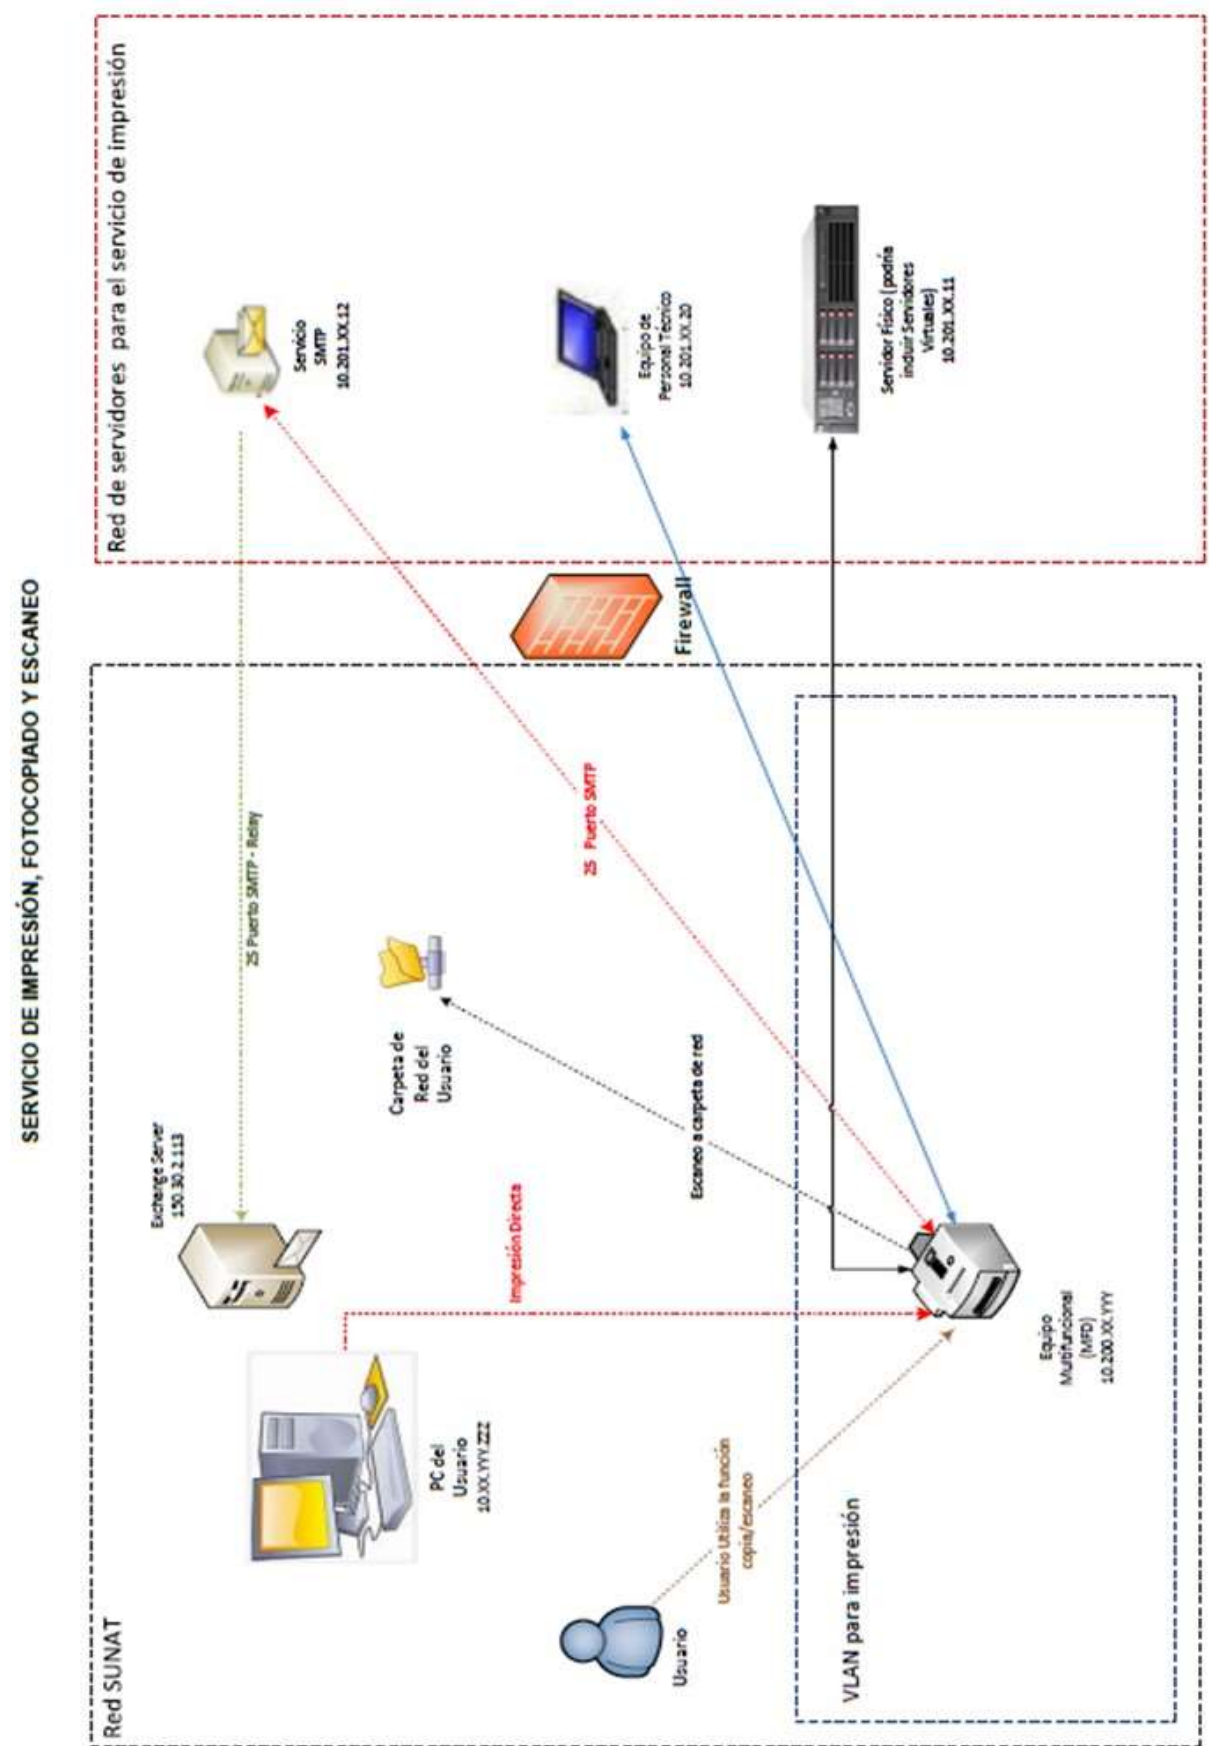 SERVICIO DE IMPRESIÓN, FOTOCOPIADO Y ESCANEO
Red SUNAT
Red de servidores para el servicio de impresión
Exchange Server
150.30.2.113
25 Puerto SMTP - Relay
Servicio
SMTP
10.201.XX.12
PC del
Usuario
10.XX.YYY.ZZZ
Carpeta de
Red del
Usuario
Impresión Directa
25 Puerto SMTP
Equipo de
Personal Técnico
10.201.XX.20
Firewall
Escaneo a carpeta de red
Usuario
Usuario Utiliza la función
copia/escaneo
Servidor Físico (podría
incluir Servidores
Virtuales)
10.201.XX.11
VLAN para impresión
Equipo
Multifuncional
(MFD)
10.200.XX.YYY